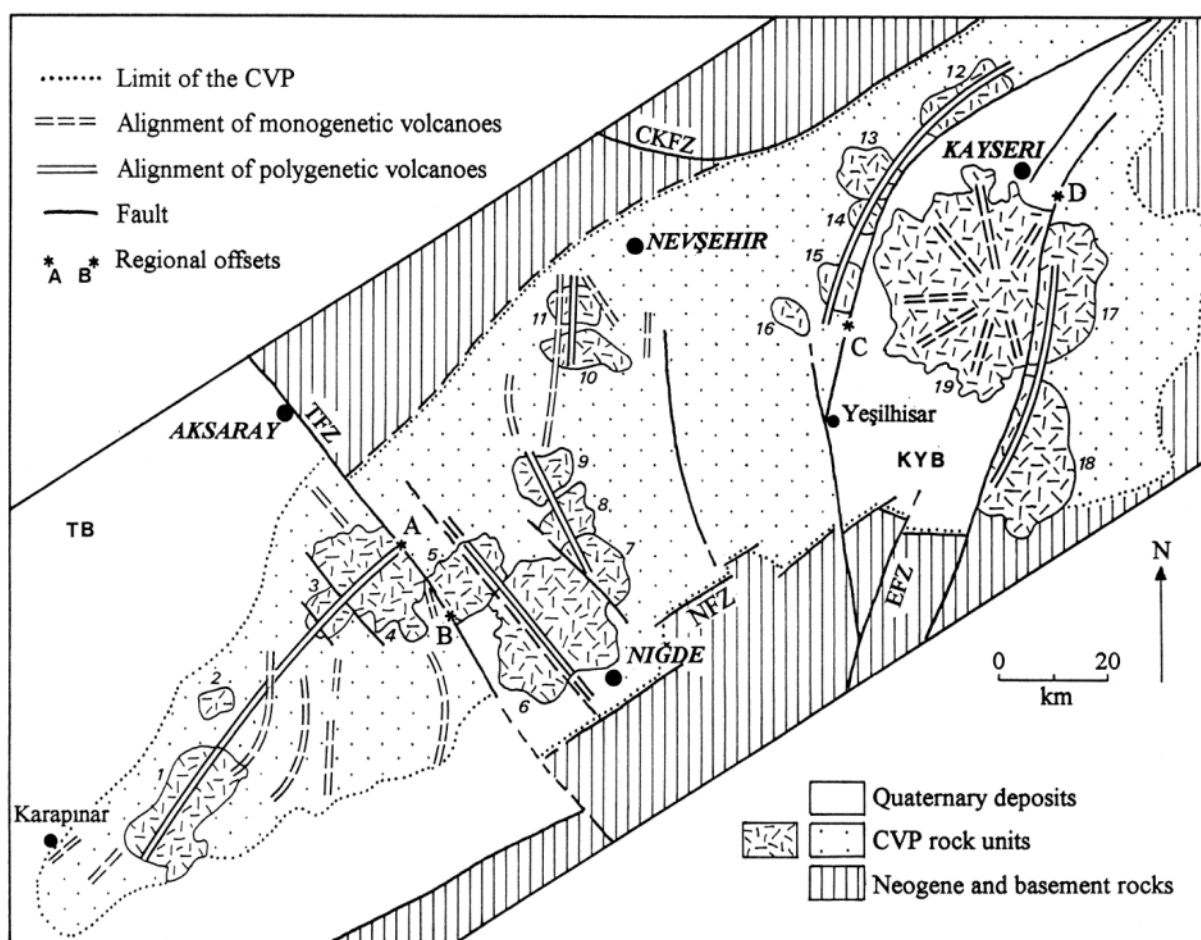 Limit of the CVP
Alignment of monogenetic volcanoes
Alignment of polygenetic volcanoes
Fault
A B Regional offsets
CKFZ
12
13
KAYSERI
D
14
NEVŞEHIR
15
16
17
11
C
10
19
AKSARAY
TFZ
Yeşilhisar
KYB
9
18
TB
8
A
5
7
N
3
NFZ
EFZ
4
B
NIĞDE
0 20
km
2
6
1
Karapınar
Quaternary deposits
CVP rock units
Neogene and basement rocks